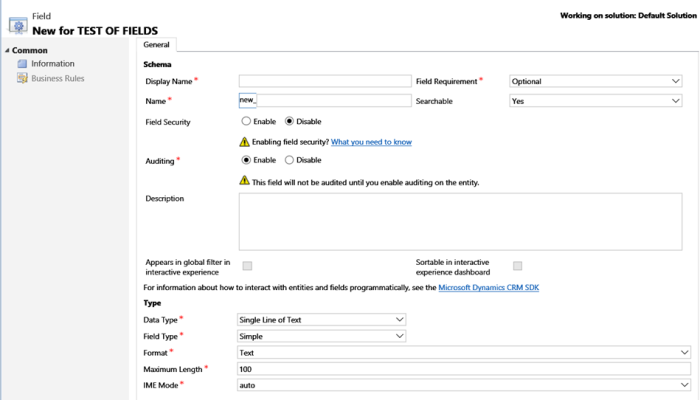 Field
Working on solution: Default Solution
New for TEST OF FIELDS
Common
Information
Business Rules
General
Schema
Display Name *
Field Requirement * Optional
Name * new_
Searchable Yes
Field Security Enable Disable
Enabling field security? What you need to know
Auditing * Enable Disable
This field will not be audited until you enable auditing on the entity.
Description
Appears in global filter in
interactive experience
Sortable in interactive
experience dashboard
For information about how to interact with entities and fields programmatically, see the Microsoft Dynamics CRM SDK
Type
Data Type * Single Line of Text
Field Type * Simple
Format * Text
Maximum Length * 100
IME Mode * auto